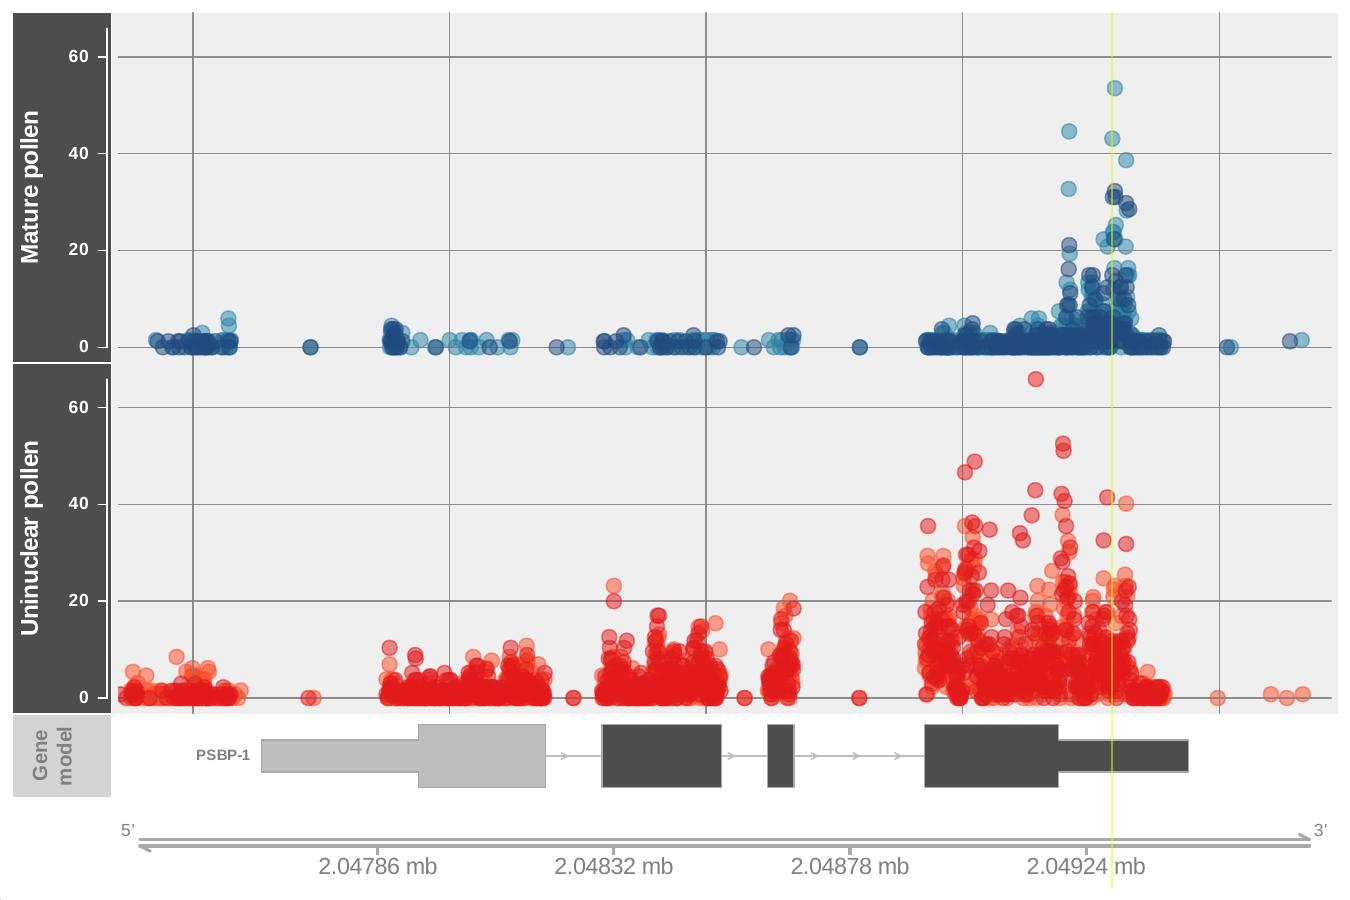 Mature pollen
60
40
20
0
Uninuclear pollen
60
40
20
0
Gene
model
PSBP-1
5'
3'
2.04786 mb
2.04832 mb
2.04878 mb
2.04924 mb